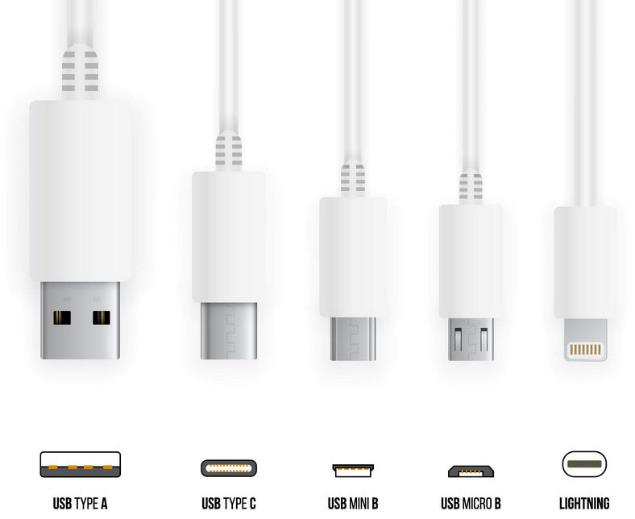 USB TYPE A
USB TYPE C
USB MINI B
USB MICRO B
LIGHTNING